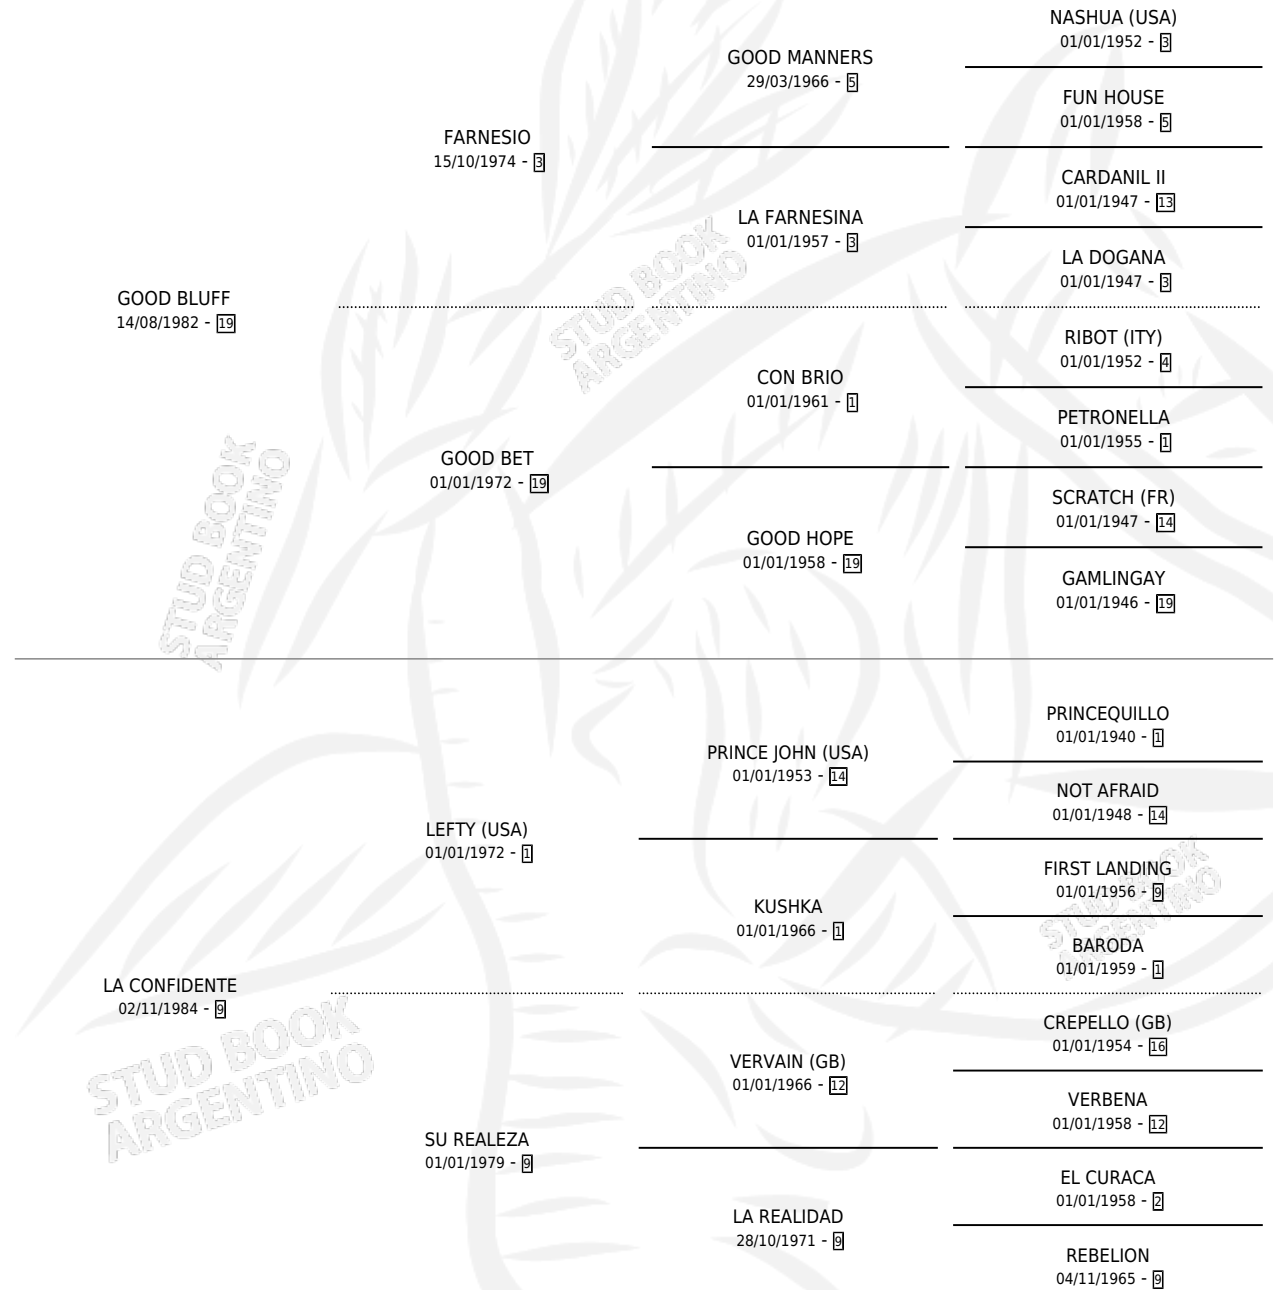 NASHUA (USA)
01/01/1952 - 3
GOOD MANNERS
29/03/1966 - 5
FUN HOUSE
01/01/1958 - 5
FARNESIO
15/10/1974 - 3
CARDANIL II
01/01/1947 - 13
LA FARNESINA
01/01/1957 - 3
LA DOGANA
01/01/1947 - 3
GOOD BLUFF
14/08/1982 - 19
RIBOT (ITY)
01/01/1952 - 4
CON BRIO
01/01/1961 - 1
PETRONELLA
01/01/1955 - 1
GOOD BET
01/01/1972 - 19
SCRATCH (FR)
01/01/1947 - 14
GOOD HOPE
01/01/1958 - 19
GAMLINGAY
01/01/1946 - 19
PRINCEQUILLO
01/01/1940 - 1
PRINCE JOHN (USA)
01/01/1953 - 14
NOT AFRAID
01/01/1948 - 14
LEFTY (USA)
01/01/1972 - 1
FIRST LANDING
01/01/1956 - 9
KUSHKA
01/01/1966 - 1
BARODA
01/01/1959 - 1
LA CONFIDENTE
02/11/1984 - 9
CREPELLO (GB)
01/01/1954 - 16
VERVAIN (GB)
01/01/1966 - 12
VERBENA
01/01/1958 - 12
SU REALEZA
01/01/1979 - 9
EL CURACA
01/01/1958 - 2
LA REALIDAD
28/10/1971 - 9
REBELION
04/11/1965 - 9
STUD BOOK
ARGENTINO
STUD BOOK
ARGENTINO
STUD BOOK
ARGENTINO
STUD BOOK
ARGENTINO